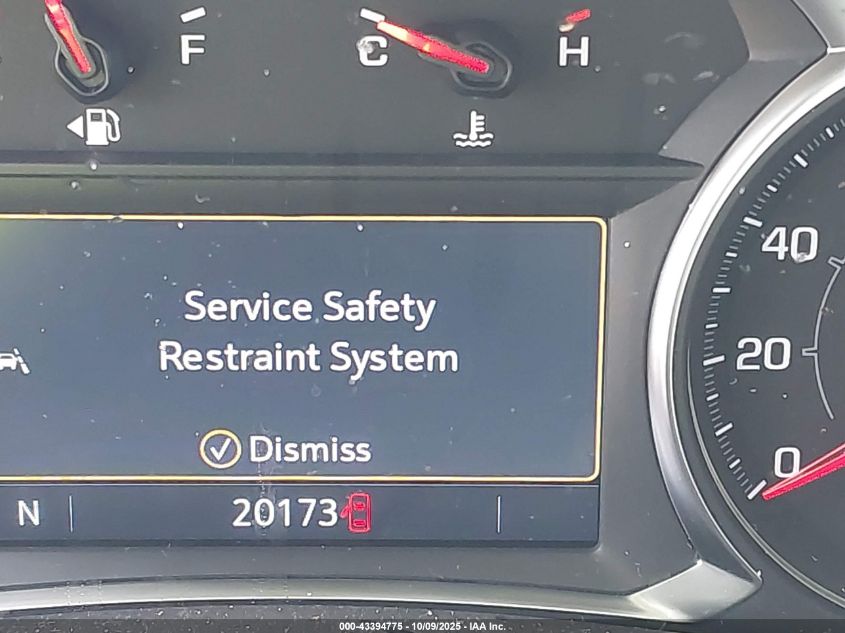 F
C
H
Service Safety
Restraint System
Dismiss
N
20173
40
20
0
000-43394775 - 10/09/2025 - IAA Inc.